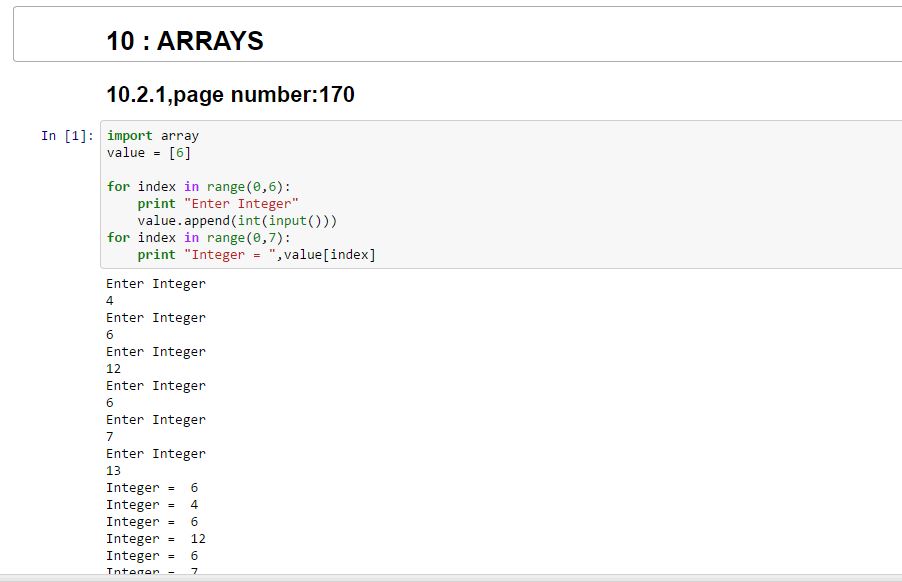 10 : ARRAYS
10.2.1,page number:170
In [1]:
import array
value = [6]
for index in range(0,6):
    print "Enter Integer"
    value.append(int(input()))
for index in range(0,7):
    print "Integer = ",value[index]
Enter Integer
4
Enter Integer
6
Enter Integer
12
Enter Integer
6
Enter Integer
7
Enter Integer
13
Integer =  6
Integer =  4
Integer =  6
Integer =  12
Integer =  6
Integer =  7